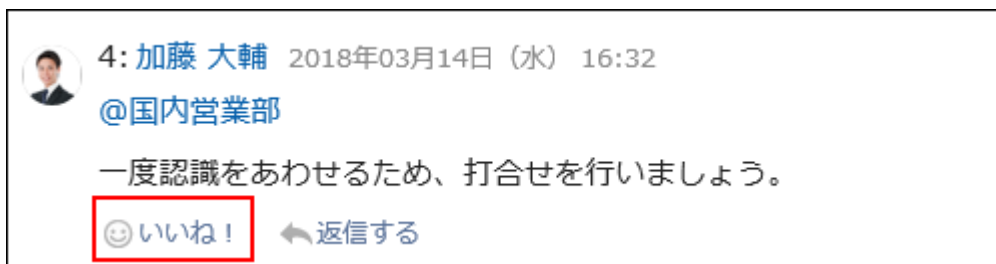 4: 加藤 大輔 2018年03月14日（水） 16:32
@国内営業部
一度認識をあわせるため、打合せを行いましょう。
いいね！ 返信する